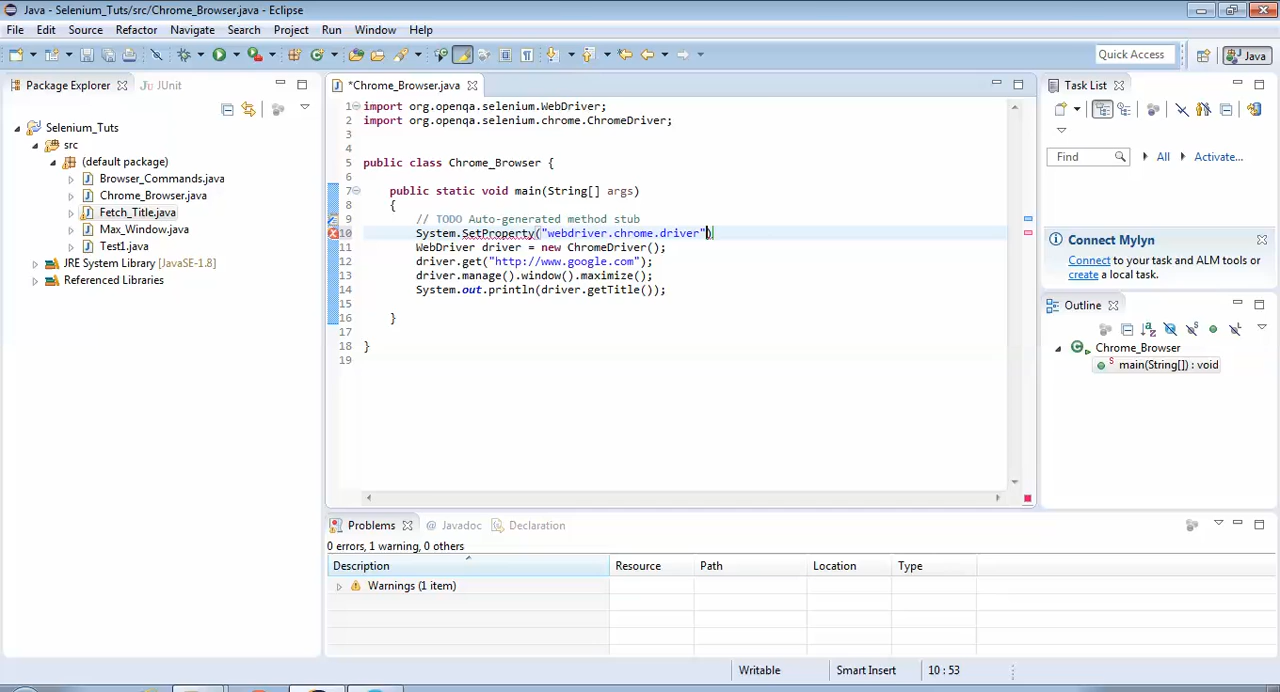 Java - Selenium_Tuts/src/Chrome_Browser.java - Eclipse
File Edit Source Refactor Navigate Search Project Run Window Help
Quick Access
Java
Package Explorer
JUnit
Selenium_Tuts
src
(default package)
Browser_Commands.java
Chrome_Browser.java
Fetch_Title.java
Max_Window.java
Test1.java
JRE System Library [JavaSE-1.8]
Referenced Libraries
*Chrome_Browser.java
1 import org.openqa.selenium.WebDriver;
2 import org.openqa.selenium.chrome.ChromeDriver;
3
4
5 public class Chrome_Browser {
6
7 public static void main(String[] args)
8 {
9 // TODO Auto-generated method stub
10 System.SetProperty("webdriver.chrome.driver")
11 WebDriver driver = new ChromeDriver();
12 driver.get("http://www.google.com");
13 driver.manage().window().maximize();
14 System.out.println(driver.getTitle());
15
16 }
17
18 }
19
Task List
Find
All
Activate...
Connect Mylyn
Connect to your task and ALM tools or
create a local task.
Outline
Chrome_Browser
main(String[]) : void
Problems
@ Javadoc
Declaration
0 errors, 1 warning, 0 others
Description Resource Path Location Type
Warnings (1 item)
Writable Smart Insert 10 : 53